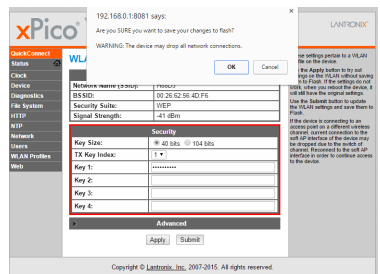 xPico
192.168.0.1:8081 says:
Are you SURE you want to save your changes to flash?
WARNING: The device may drop all network connections.
OK
Cancel
LANTRONIX
QuickConnect
Status
Clock
Device
Diagnostics
File System
HTTP
NTP
Network
Users
WLAN Profiles
Web
WL
Network Name (SSID):
BSSID:
00:26:62:56:4D:F6
Security Suite:
WEP
Signal Strength:
-41 dBm
Security
Key Size:
40 bits
104 bits
TX Key Index:
1
Key 1:
Key 2:
Key 3:
Key 4:
Advanced
Apply
Submit
settings pertain to a WLAN
file on the device.
the Apply button to try out
settings on the WLAN without saving
to Flash. If the settings do not
work, when you reboot the device, it
will still have the original settings.
Use the Submit button to update
the WLAN settings and save them to
Flash.
If the device is connecting to an
access point on a different wireless
channel, current connection to the
soft AP interface of the device may
be dropped due to the switch of
channel. Reconnect to the soft AP
interface in order to continue access
to the device.
Copyright © Lantronix, Inc. 2007-2015. All rights reserved.